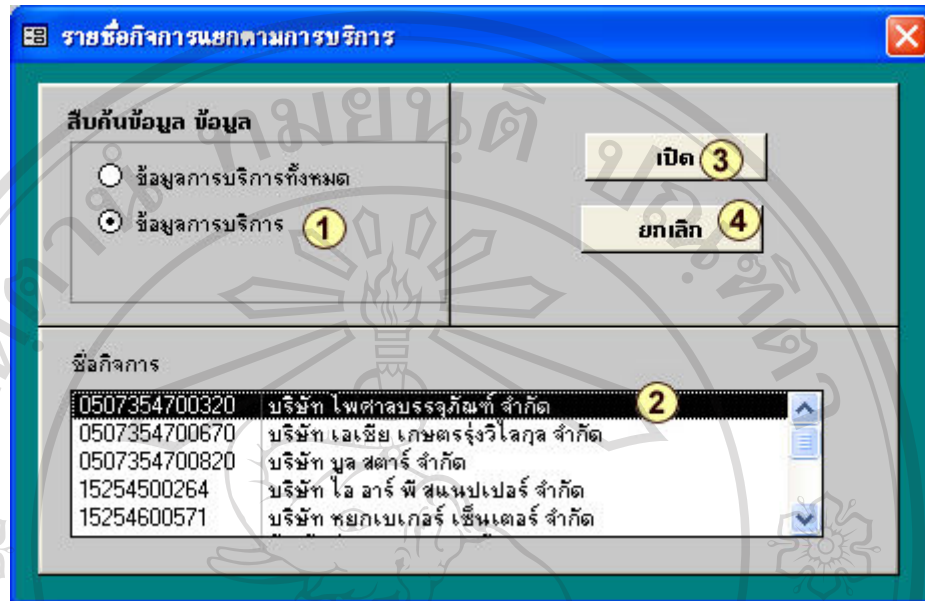 รายชื่อกิจการแยกตามการบริการ
สืบค้นข้อมูล ข้อมูล
ข้อมูลการบริการทั้งหมด
ข้อมูลการบริการ 1
เปิด 3
ยกเลิก 4
ชื่อกิจการ
0507354700320 บริษัท ไพศาลบรรจุภัณฑ์ จำกัด 2
0507354700670 บริษัท เอเชีย เกษตรรุ่งวิไลกุล จำกัด
0507354700820 บริษัท บูล สตาร์ จำกัด
15254500264 บริษัท ไอ อาร์ พี สแนปเปอร์ จำกัด
15254600571 บริษัท หยกเบเกอร์ เซ็นเตอร์ จำกัด